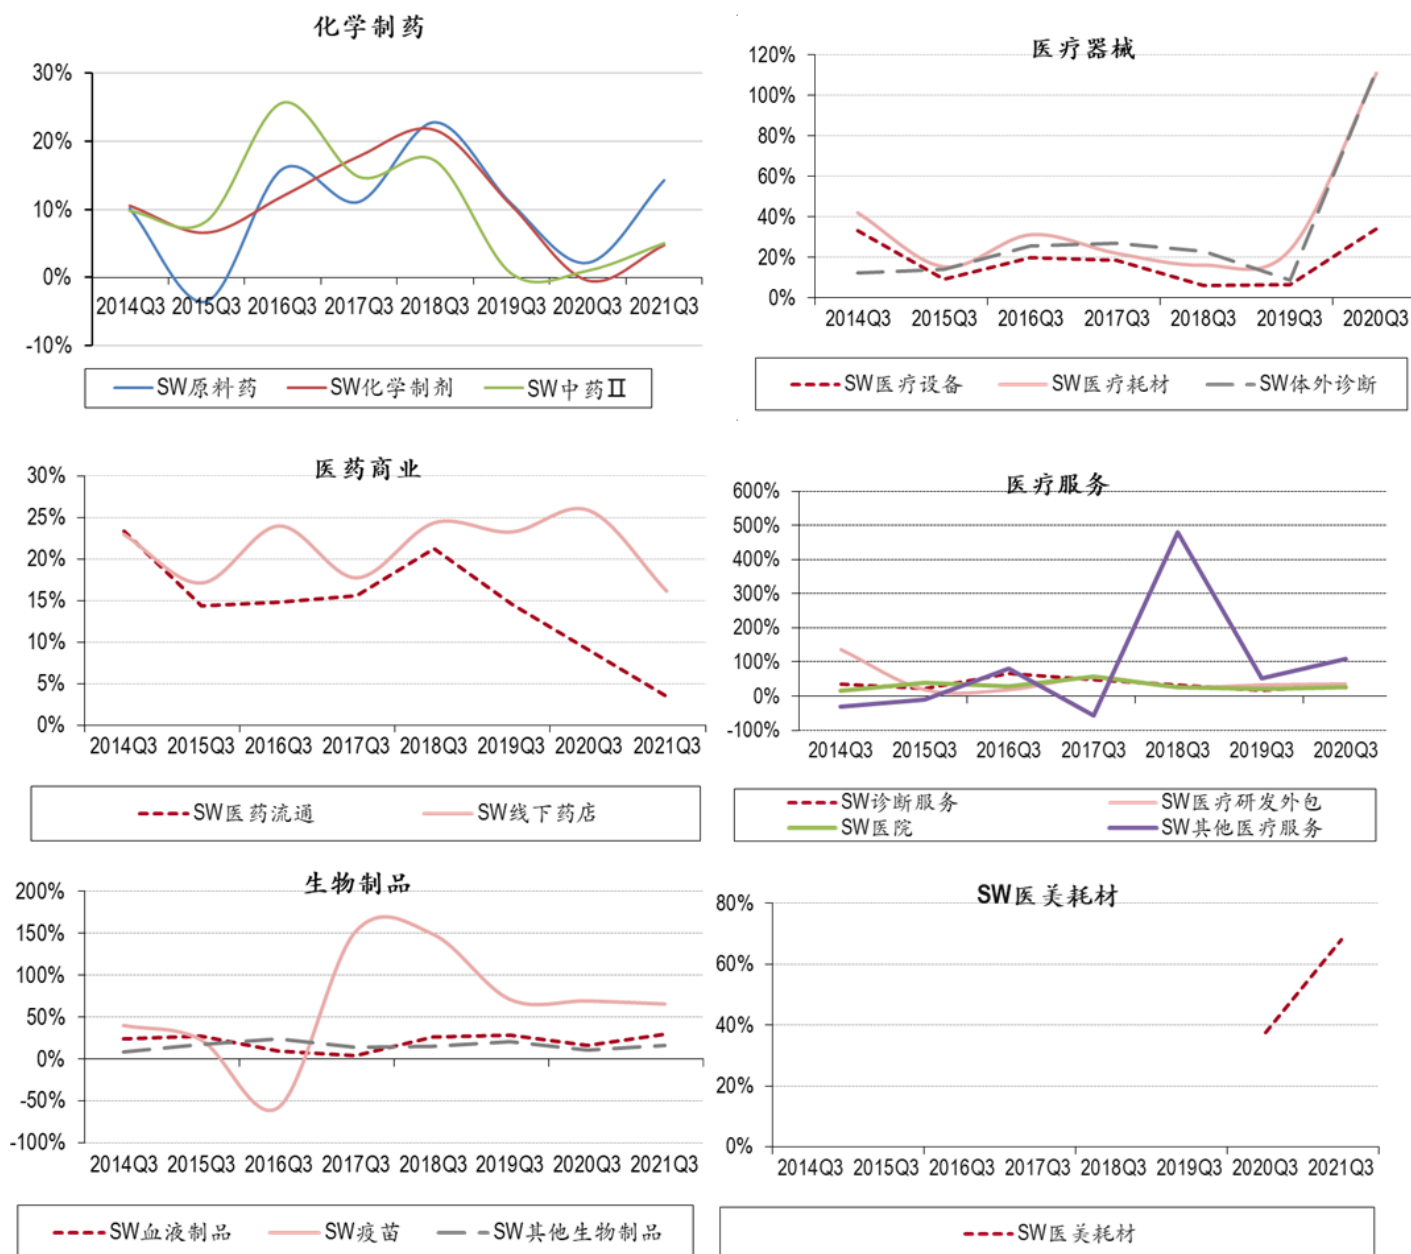 化学制药
30%
20%
10%
0%
-10%
2014Q3 2015Q3 2016Q3 2017Q3 2018Q3 2019Q3 2020Q3 2021Q3
SW原料药 SW化学制剂 SW中药Ⅱ
医疗器械
120%
100%
80%
60%
40%
20%
0%
2014Q3 2015Q3 2016Q3 2017Q3 2018Q3 2019Q3 2020Q3
SW医疗设备 SW医疗耗材 SW体外诊断
医药商业
30%
25%
20%
15%
10%
5%
0%
2014Q3 2015Q3 2016Q3 2017Q3 2018Q3 2019Q3 2020Q3 2021Q3
SW医药流通 SW线下药店
医疗服务
600%
500%
400%
300%
200%
100%
0%
-100%
2014Q3 2015Q3 2016Q3 2017Q3 2018Q3 2019Q3 2020Q3
SW诊断服务 SW医疗研发外包
SW医院 SW其他医疗服务
生物制品
200%
150%
100%
50%
0%
-50%
-100%
2014Q3 2015Q3 2016Q3 2017Q3 2018Q3 2019Q3 2020Q3 2021Q3
SW血液制品 SW疫苗 SW其他生物制品
SW医美耗材
80%
60%
40%
20%
0%
2014Q3 2015Q3 2016Q3 2017Q3 2018Q3 2019Q3 2020Q3 2021Q3
SW医美耗材